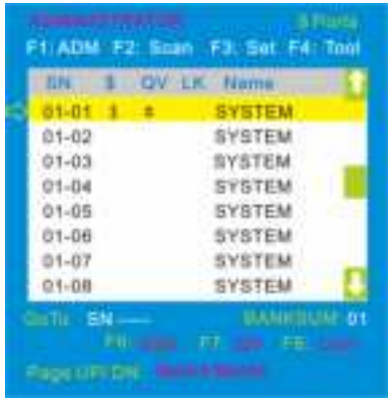 ADMINISTRATOR 8 Ports
F1: ADM F2: Scan F3: Set F4: Tool
SN $ QV LK Name
01-01 $ SYSTEM
01-02 SYSTEM
01-03 SYSTEM
01-04 SYSTEM
01-05 SYSTEM
01-06 SYSTEM
01-07 SYSTEM
01-08 SYSTEM
GoTo: SN ---- BANKSUM: 01
F6: F7: F8:
Page UP/ DN: